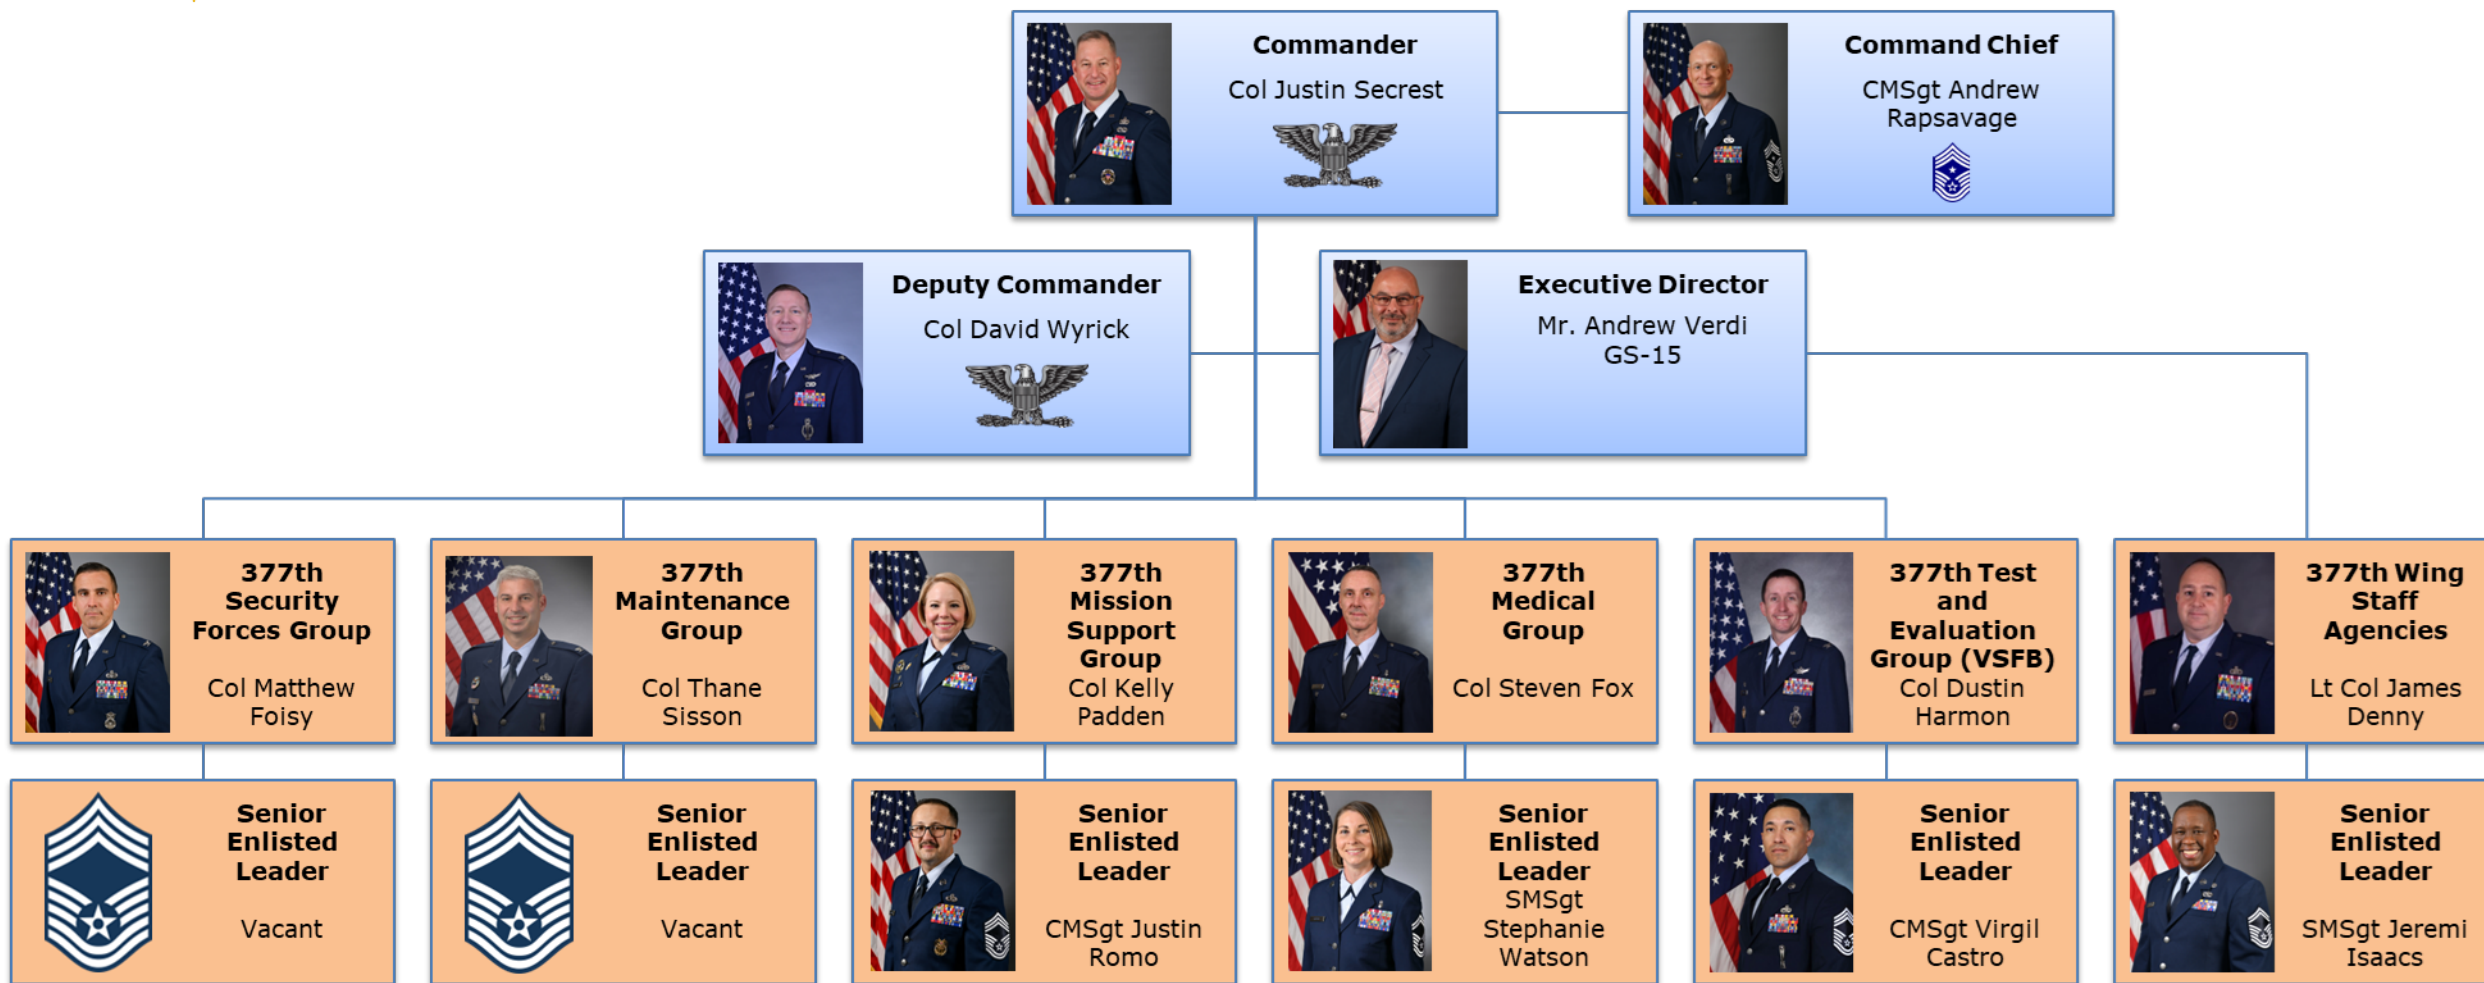 Commander
Col Justin Secrest
Command Chief
CMSgt Andrew
Rapsavage
Deputy Commander
Col David Wyrick
Executive Director
Mr. Andrew Verdi
GS-15
377th
Security
Forces Group
Col Matthew
Foisy
377th
Maintenance
Group
Col Thane
Sisson
377th
Mission
Support
Group
Col Kelly
Padden
377th
Medical
Group
Col Steven Fox
377th Test
and
Evaluation
Group (VSFB)
Col Dustin
Harmon
377th Wing
Staff
Agencies
Lt Col James
Denny
Senior
Enlisted
Leader
Vacant
Senior
Enlisted
Leader
Vacant
Senior
Enlisted
Leader
CMSgt Justin
Romo
Senior
Enlisted
Leader
SMSgt
Stephanie
Watson
Senior
Enlisted
Leader
CMSgt Virgil
Castro
Senior
Enlisted
Leader
SMSgt Jeremi
Isaacs